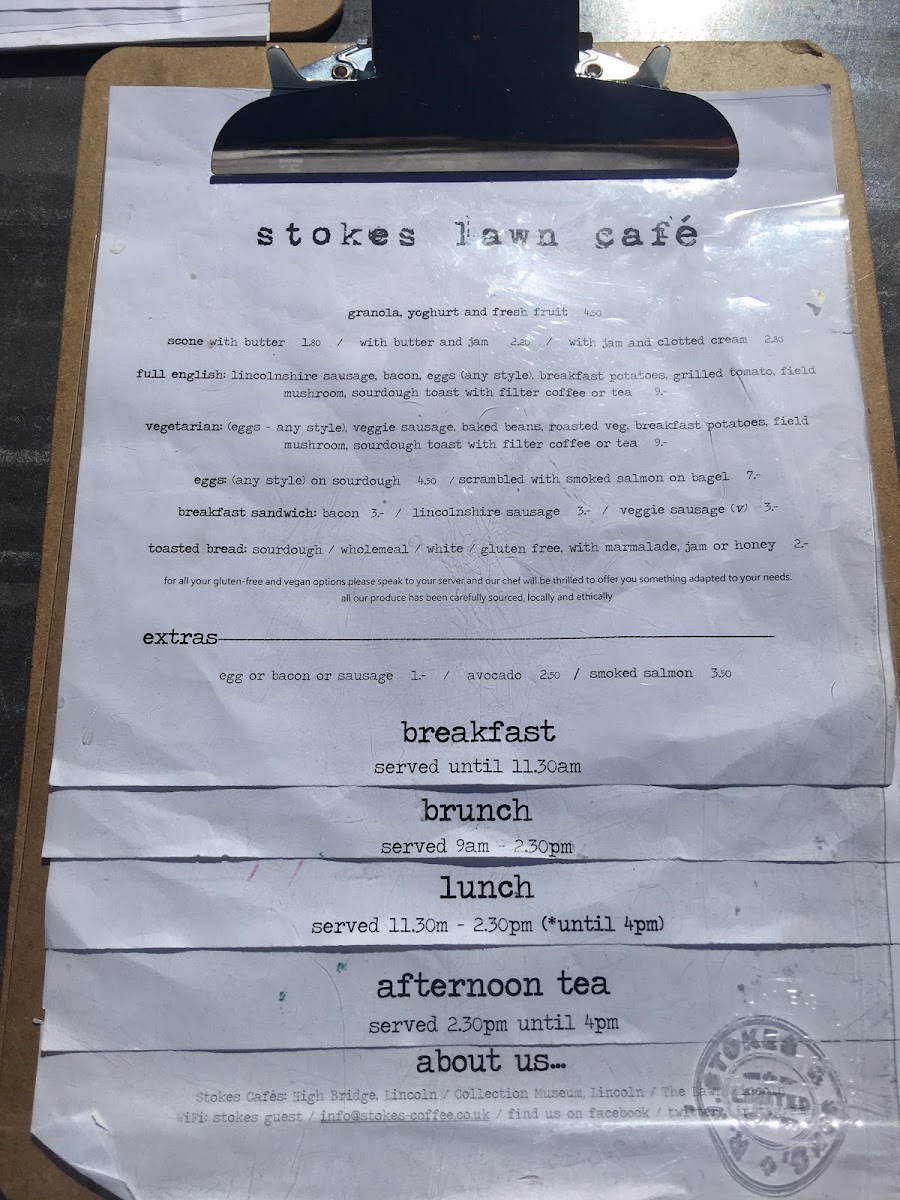 stokes lawn café
granola, yoghurt and fresh fruit 4.50
scone with butter 1.80 / with butter and jam 2.20 / with jam and clotted cream 2.80
full english: lincolnshire sausage, bacon, eggs (any style), breakfast potatoes, grilled tomato, field
mushroom, sourdough toast with filter coffee or tea 9.-
vegetarian: (eggs - any style), veggie sausage, baked beans, roasted veg, breakfast potatoes, field
mushroom, sourdough toast with filter coffee or tea 9.-
eggs: (any style) on sourdough 4.50 / scrambled with smoked salmon on bagel 7.-
breakfast sandwich: bacon 3.- / lincolnshire sausage 3.- / veggie sausage (v) 3.-
toasted bread: sourdough / wholemeal / white / gluten free, with marmalade, jam or honey 2.-
for all your gluten-free and vegan options please speak to your server and our chef will be thrilled to offer you something adapted to your needs.
all our produce has been carefully sourced, locally and ethically
extras
egg or bacon or sausage 1.- / avocado 2.50 / smoked salmon 3.50
breakfast
served until 11.30am
brunch
served 9am - 2.30pm
lunch
served 11.30m - 2.30pm (*until 4pm)
afternoon tea
served 2.30pm until 4pm
about us...
Stokes Cafés: High Bridge, Lincoln / Collection Museum, Lincoln / The Lawn,
WiFi: stokes guest / info@stokes-coffee.co.uk / find us on facebook / twitter,
STOKES
LIMITED